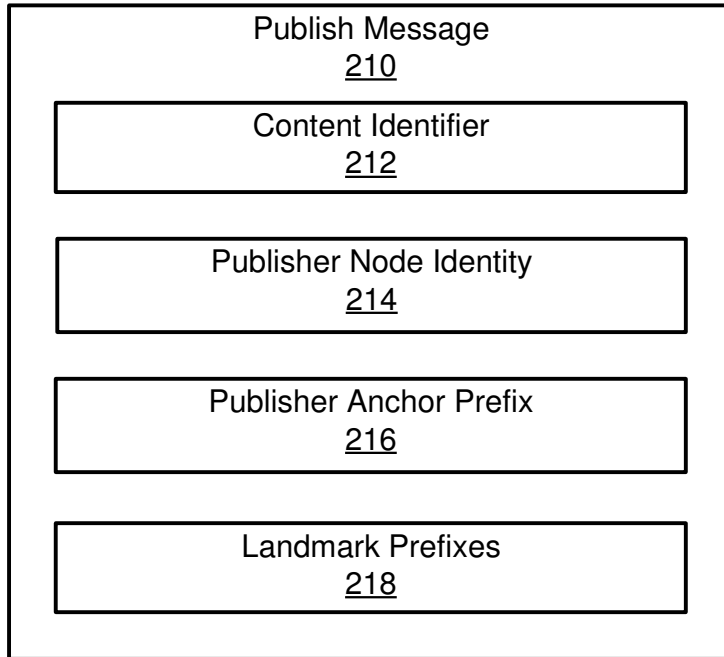 Publish Message
210
Content Identifier
212
Publisher Node Identity
214
Publisher Anchor Prefix
216
Landmark Prefixes
218